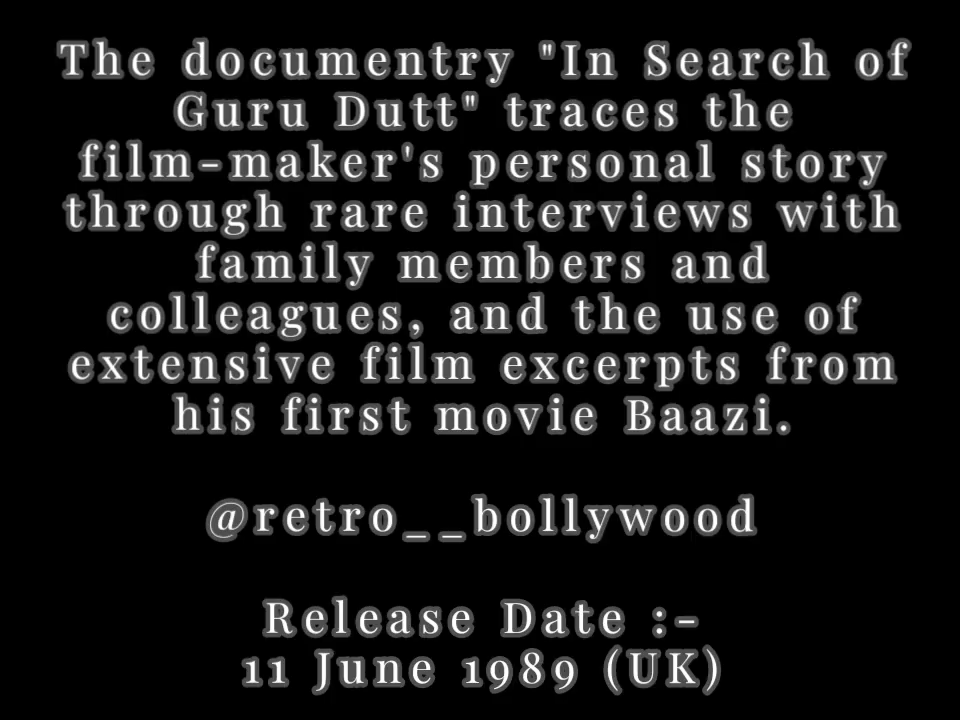 The documentry "In Search of
Guru Dutt" traces the
film-maker's personal story
through rare interviews with
family members and
colleagues, and the use of
extensive film excerpts from
his first movie Baazi.
@retro__bollywood
Release Date :-
11 June 1989 (UK)